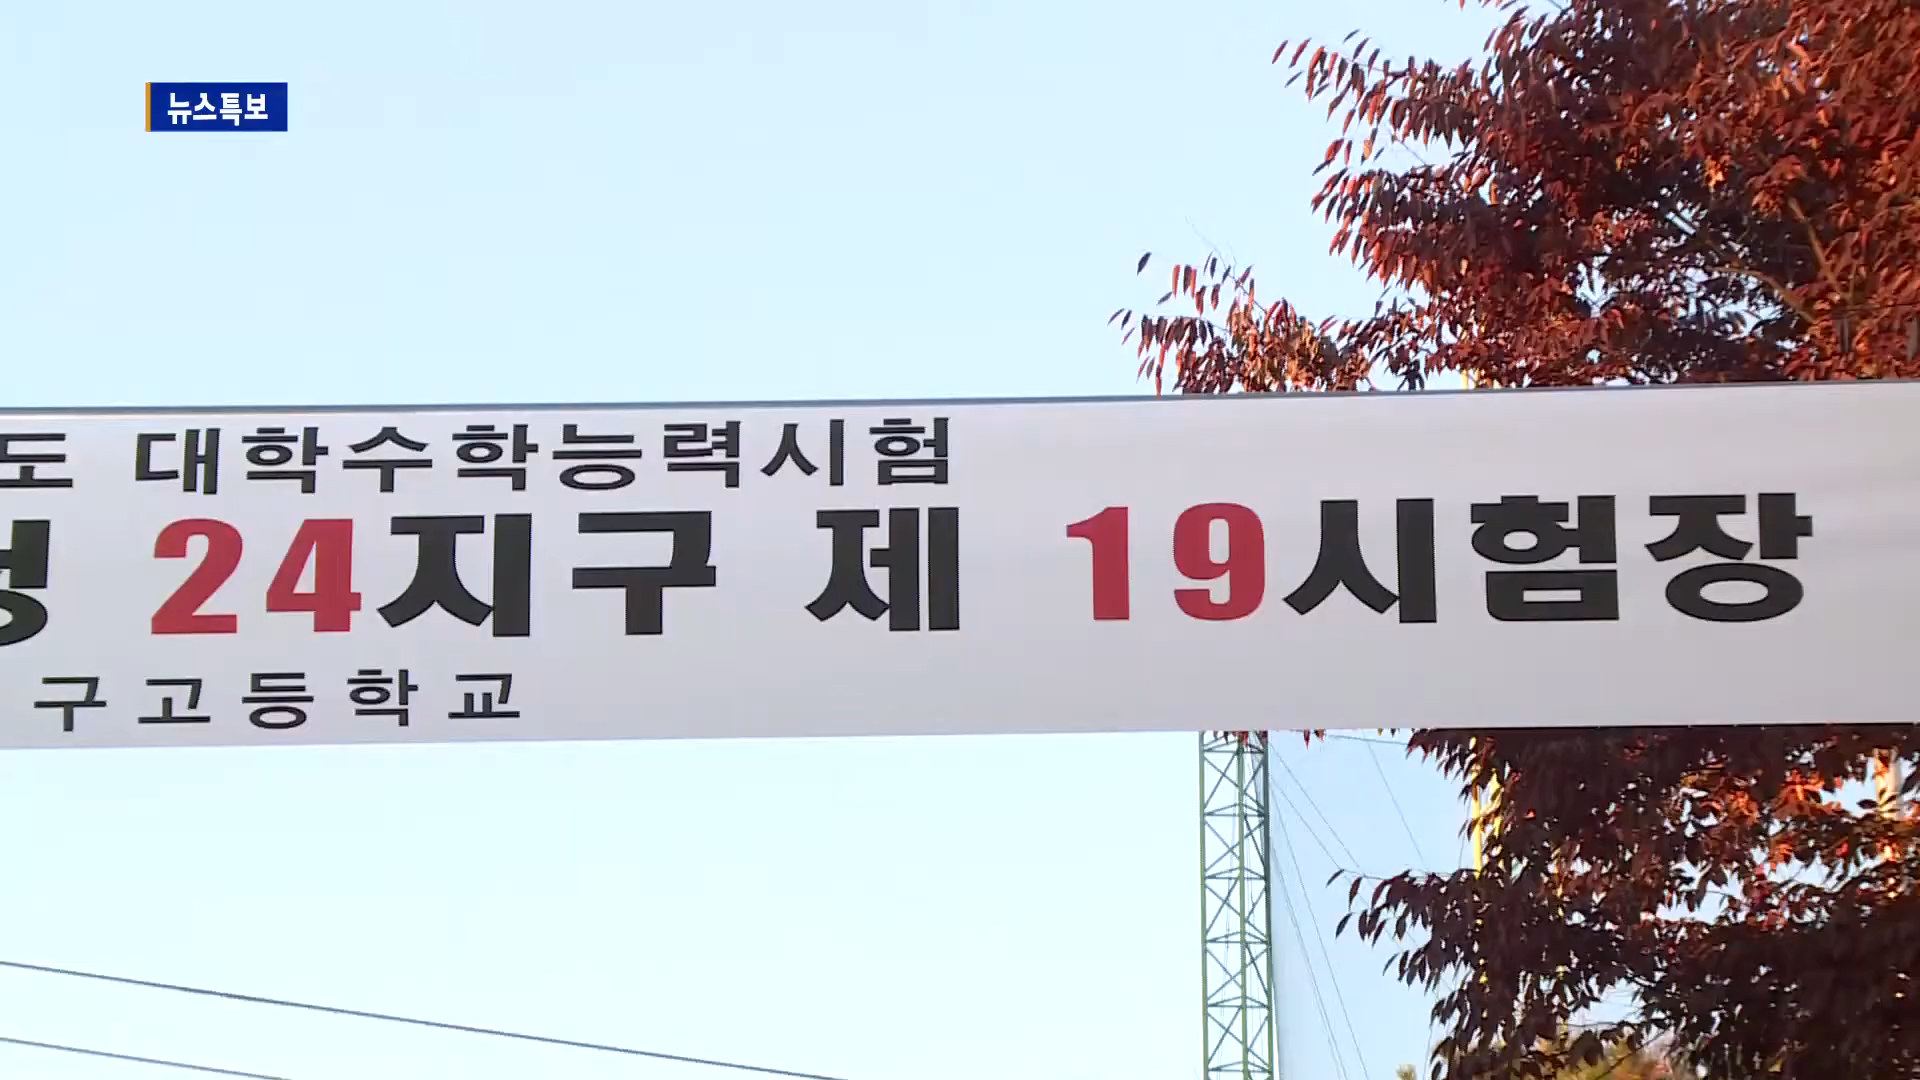 뉴스특보
도 대학수학능력시험
24지구 제 19시험장
구고등학교